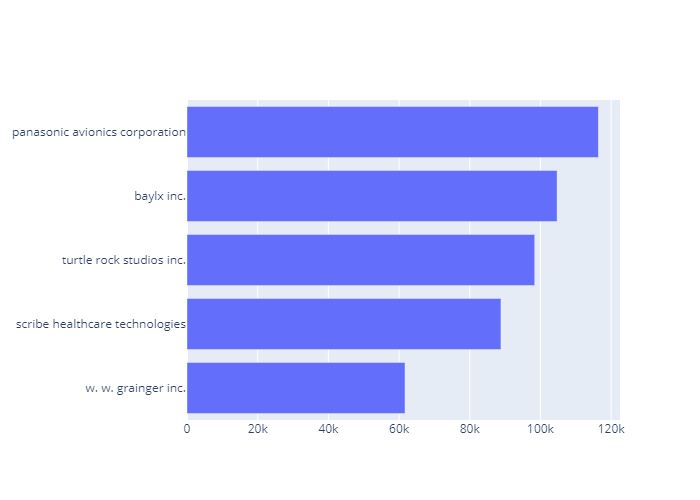 panasonic avionics corporation
baylx inc.
turtle rock studios inc.
scribe healthcare technologies
w. w. grainger inc.
0 20k 40k 60k 80k 100k 120k